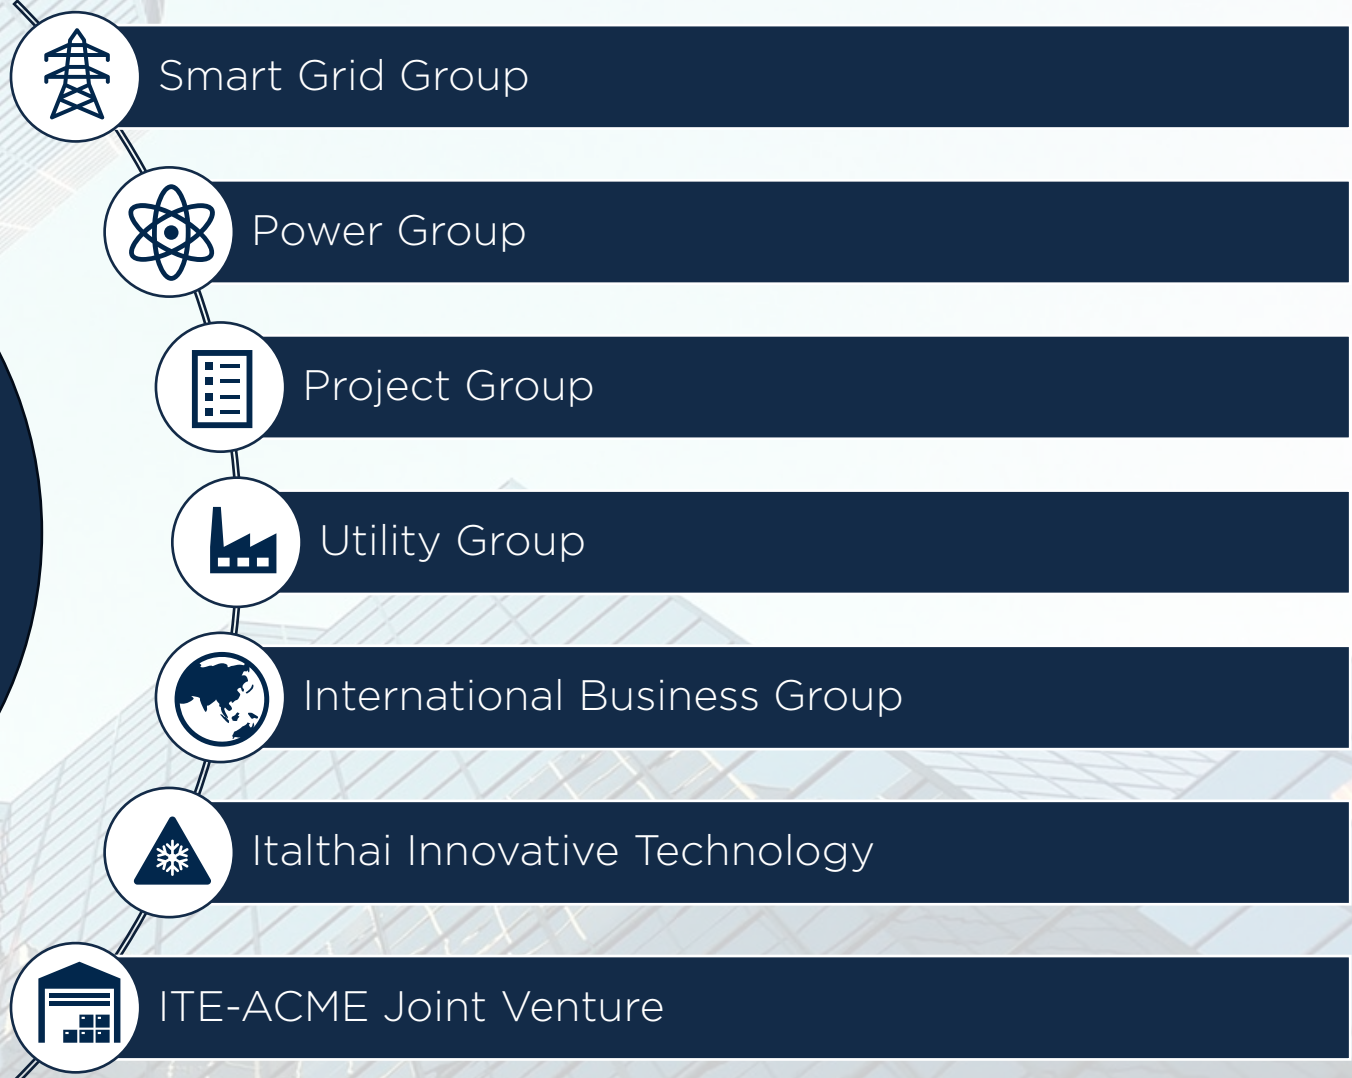 Smart Grid Group
Power Group
Project Group
Utility Group
International Business Group
Italthai Innovative Technology
ITE-ACME Joint Venture